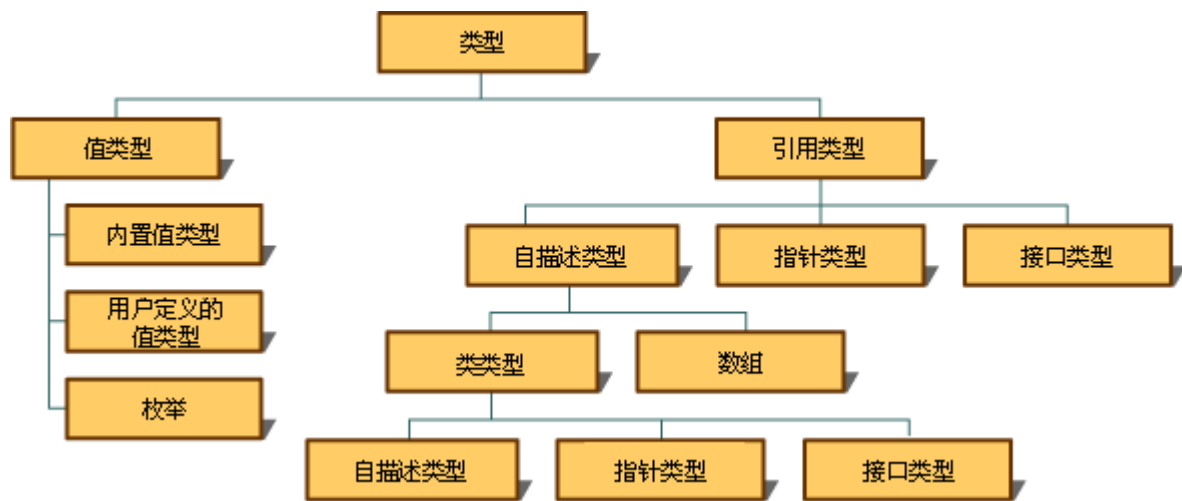 类型
值类型
引用类型
内置值类型
自描述类型
指针类型
接口类型
用户定义的
值类型
类类型
数组
枚举
自描述类型
指针类型
接口类型